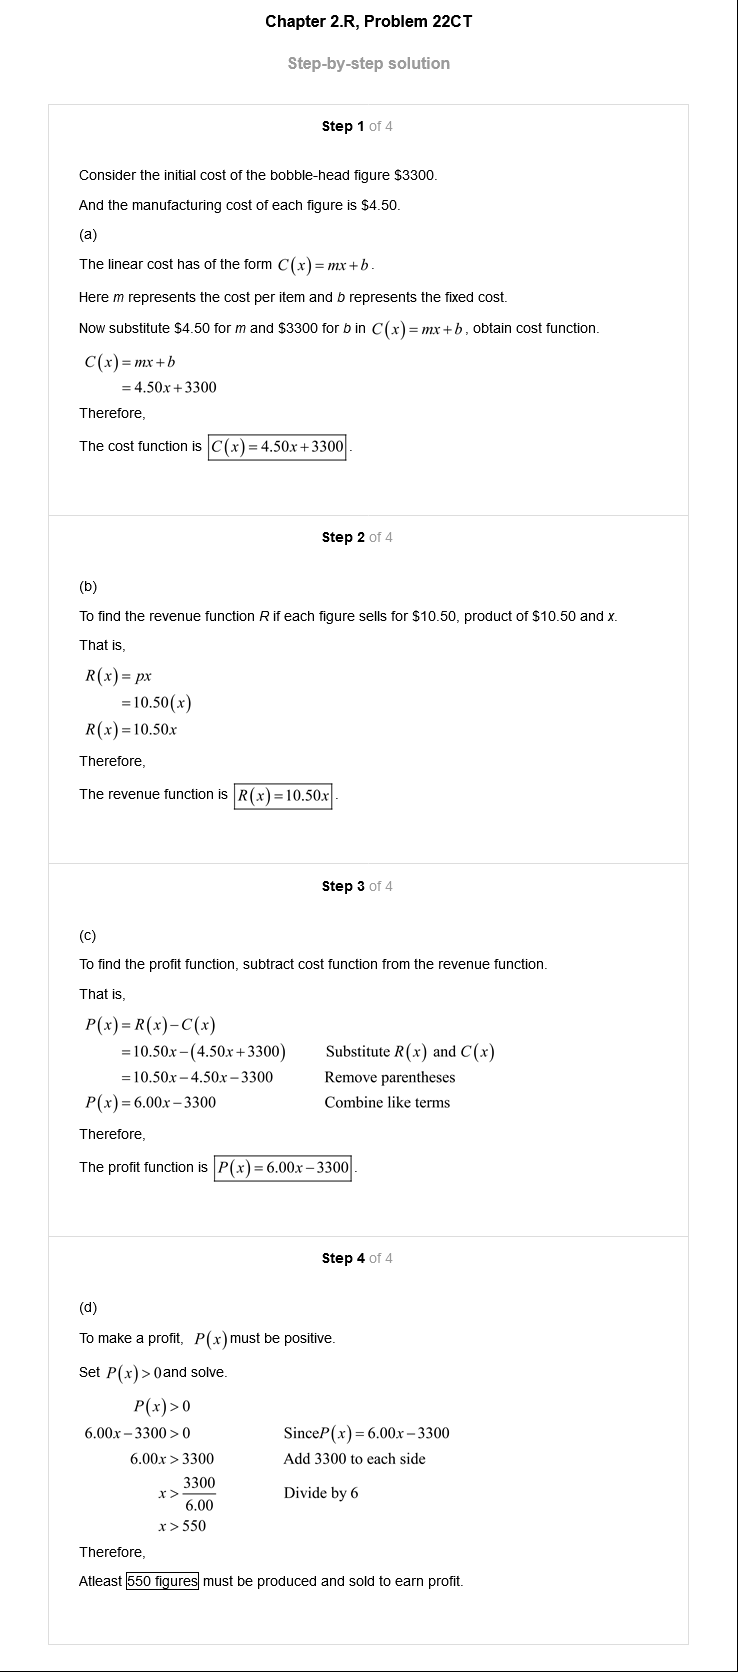 Chapter 2.R, Problem 22CT
Step-by-step solution
Step 1 of 4
Consider the initial cost of the bobble-head figure $3300.
And the manufacturing cost of each figure is $4.50.
(a)
The linear cost has of the form C(x) = mx + b.
Here m represents the cost per item and b represents the fixed cost.
Now substitute $4.50 for m and $3300 for b in C(x) = mx + b, obtain cost function.
C(x) = mx + b
= 4.50x + 3300
Therefore,
The cost function is C(x) = 4.50x + 3300.
Step 2 of 4
(b)
To find the revenue function R if each figure sells for $10.50, product of $10.50 and x.
That is,
R(x) = px
= 10.50(x)
R(x) = 10.50x
Therefore,
The revenue function is R(x) = 10.50x.
Step 3 of 4
(c)
To find the profit function, subtract cost function from the revenue function.
That is,
P(x) = R(x) − C(x)
= 10.50x − (4.50x + 3300) Substitute R(x) and C(x)
= 10.50x − 4.50x − 3300 Remove parentheses
P(x) = 6.00x − 3300 Combine like terms
Therefore,
The profit function is P(x) = 6.00x − 3300.
Step 4 of 4
(d)
To make a profit, P(x) must be positive.
Set P(x) > 0 and solve.
P(x) > 0
6.00x − 3300 > 0 SinceP(x) = 6.00x − 3300
6.00x > 3300 Add 3300 to each side
x > 3300/6.00 Divide by 6
x > 550
Therefore,
Atleast 550 figures must be produced and sold to earn profit.